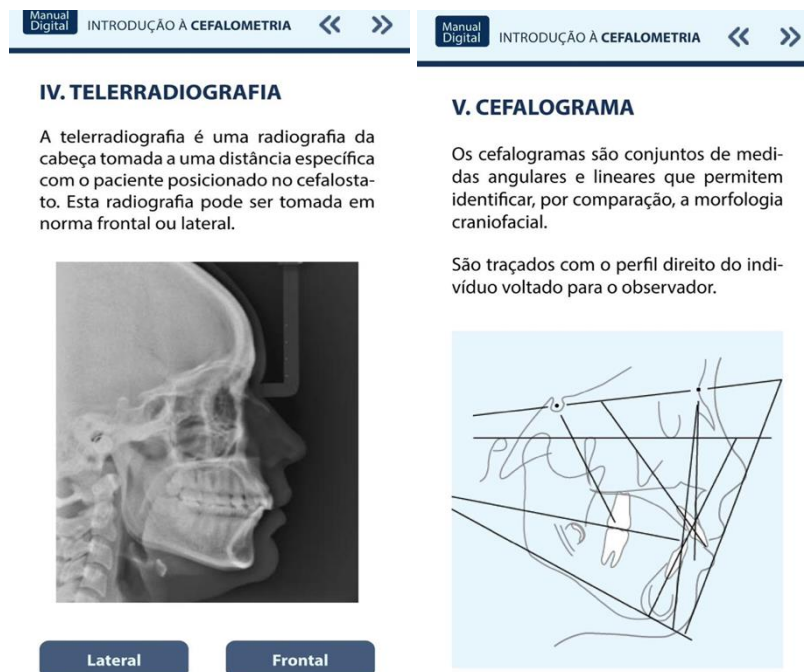 Manual
Digital
INTRODUÇÃO À CEFALOMETRIA
IV. TELERRADIOGRAFIA
A telerradiografia é uma radiografia da
cabeça tomada a uma distância específica
com o paciente posicionado no cefalosta-
to. Esta radiografia pode ser tomada em
norma frontal ou lateral.
Lateral
Frontal
Manual
Digital
INTRODUÇÃO À CEFALOMETRIA
V. CEFALOGRAMA
Os cefalogramas são conjuntos de medi-
das angulares e lineares que permitem
identificar, por comparação, a morfologia
craniofacial.
São traçados com o perfil direito do indi-
víduo voltado para o observador.